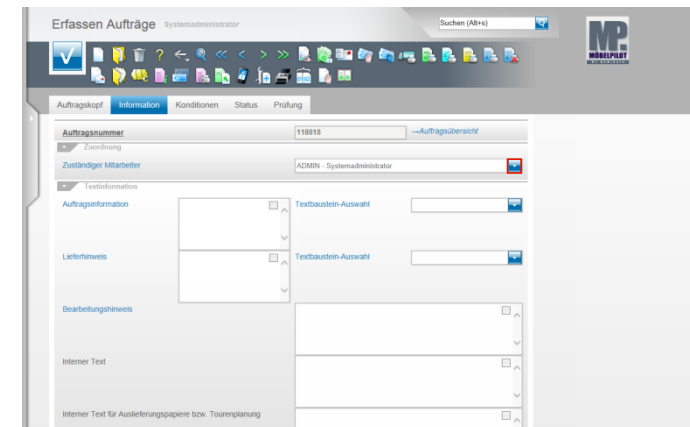 Erfassen Aufträge Systemadministrator
Suchen (Alt+s)
MP.
MÖBELPILOT
Auftragskopf Information Konditionen Status Prüfung
Auftragsnummer 118818 →Auftragsübersicht
Zuordnung
Zuständiger Mitarbeiter ADMIN - Systemadministrator
Textinformation
Auftragsinformation Textbaustein-Auswahl
Lieferhinweis Textbaustein-Auswahl
Bearbeitungshinweis
Interner Text
Interner Text für Auslieferungspapiere bzw. Tourenplanung